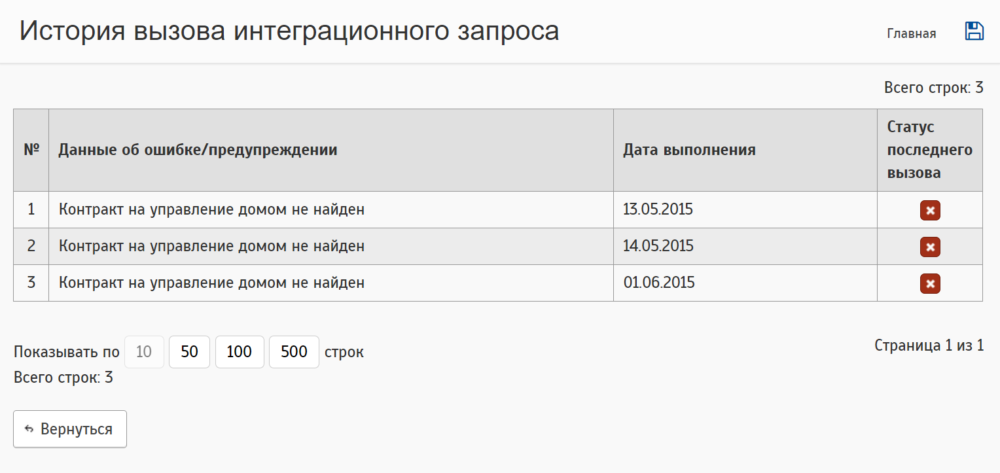 История вызова интеграционного запроса
Главная
Всего строк: 3
№ Данные об ошибке/предупреждении Дата выполнения Статус последнего вызова
1 Контракт на управление домом не найден 13.05.2015
2 Контракт на управление домом не найден 14.05.2015
3 Контракт на управление домом не найден 01.06.2015
Показывать по 10 50 100 500 строк
Страница 1 из 1
Всего строк: 3
Вернуться